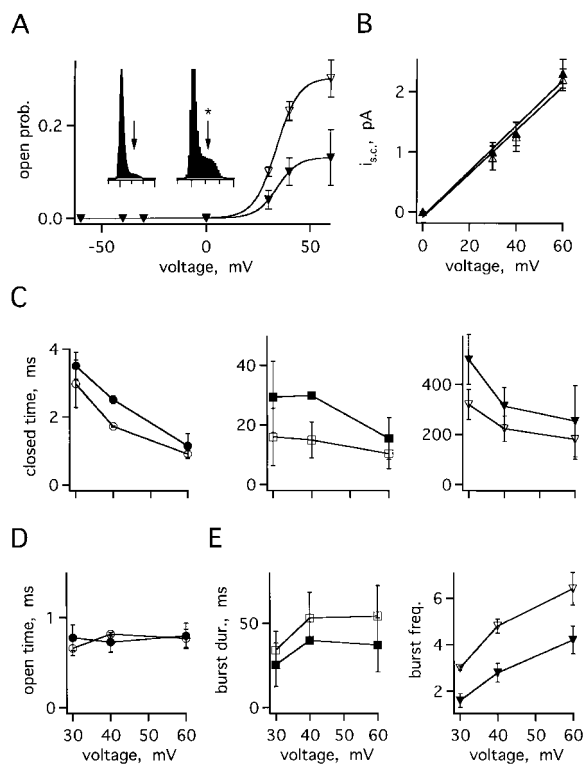 A
B
open prob.
0.2
0.0
*
-50
0
50
voltage, mV
i s.c., pA
2
1
0
0
20
40
60
voltage, mV
C
closed time, ms
4
2
0
40
20
0
400
200
0
D
E
open time, ms
1
0
30
40
50
60
voltage, mV
burst dur., ms
50
0
30
40
50
60
voltage, mV
burst freq.
6
4
2
30
40
50
60
voltage, mV